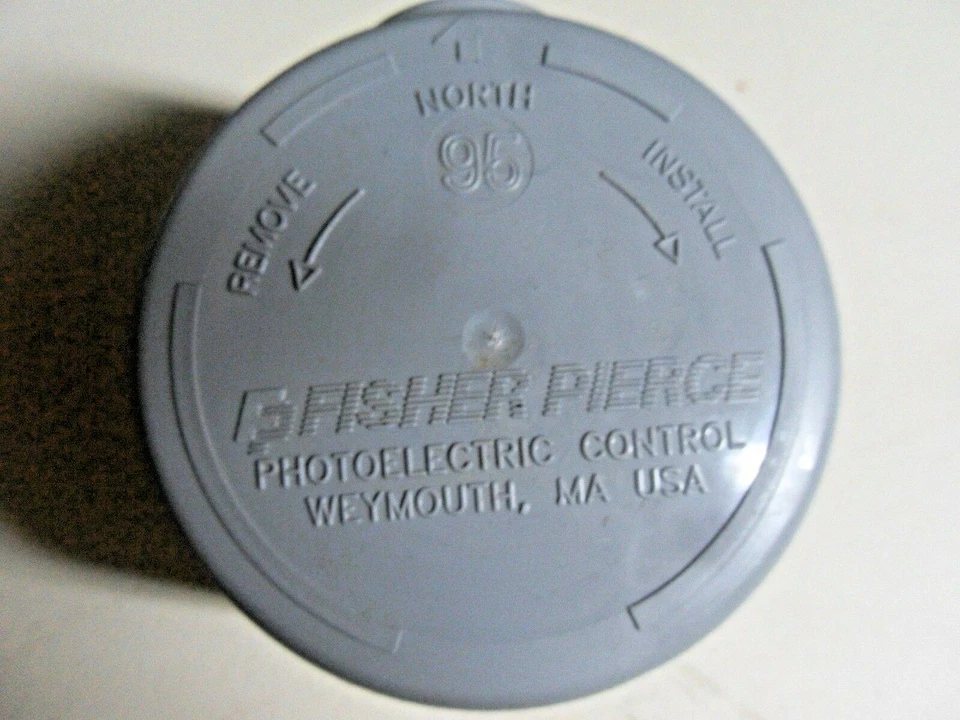 NORTH
95
REMOVE
INSTALL
FISHER PIERCE
PHOTOELECTRIC CONTROL
WEYMOUTH, MA USA